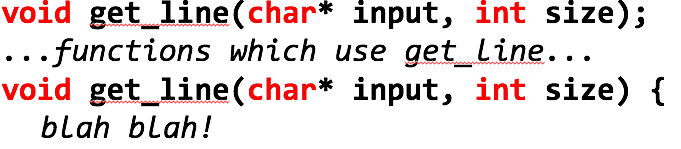 void get_line(char* input, int size);
...functions which use get_line...
void get_line(char* input, int size) {
blah blah!